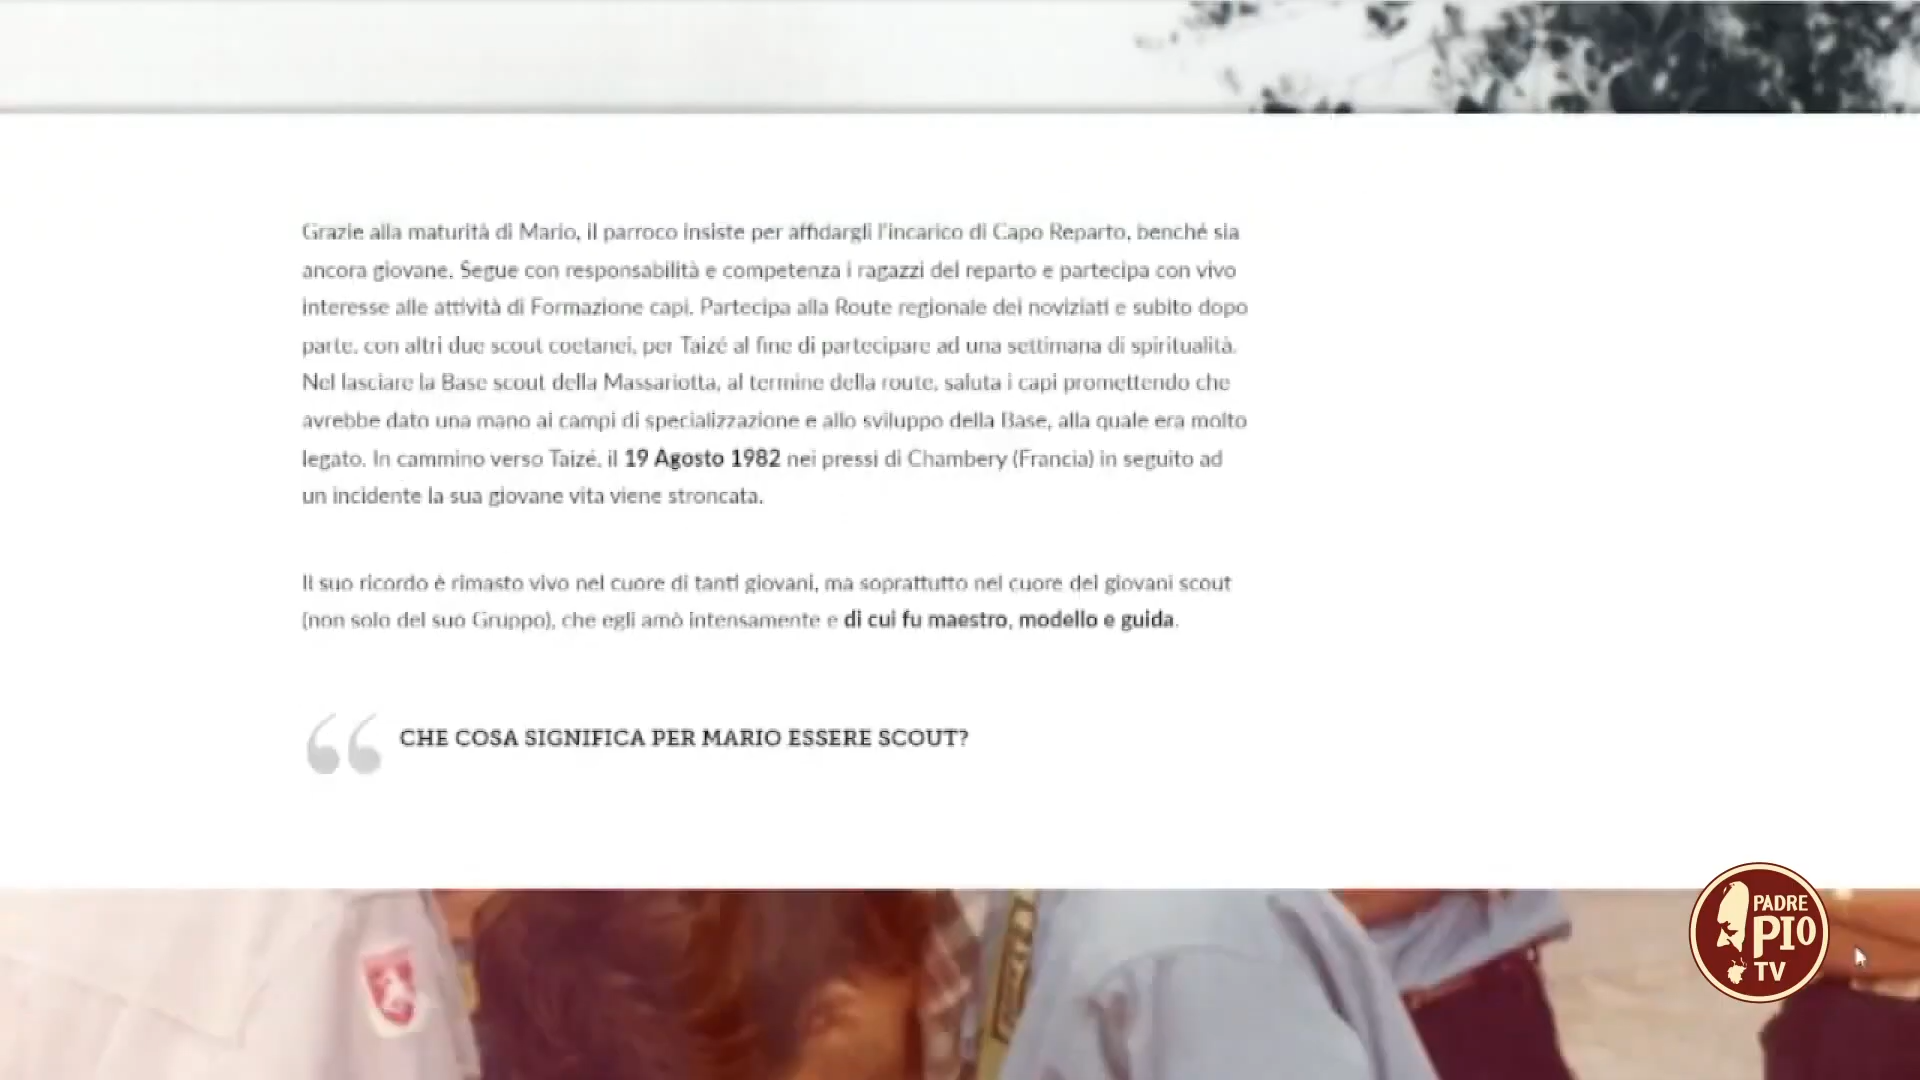 Grazie alla maturità di Mario, il parroco insiste per affidargli l'incarico di Capo Reparto, benché sia
ancora giovane. Segue con responsabilità e competenza i ragazzi del reparto e partecipa con vivo
interesse alle attività di Formazione capi. Partecipa alla Route regionale dei noviziati e subito dopo
parte, con altri due scout coetanei, per Taizé al fine di partecipare ad una settimana di spiritualità.
Nel lasciare la Base scout della Massariotta, al termine della route, saluta i capi promettendo che
avrebbe dato una mano ai campi di specializzazione e allo sviluppo della Base, alla quale era molto
legato. In cammino verso Taizé, il 19 Agosto 1982 nei pressi di Chambery (Francia) in seguito ad
un incidente la sua giovane vita viene stroncata.
Il suo ricordo è rimasto vivo nel cuore di tanti giovani, ma soprattutto nel cuore dei giovani scout
(non solo del suo Gruppo), che egli amò intensamente e di cui fu maestro, modello e guida.
“ CHE COSA SIGNIFICA PER MARIO ESSERE SCOUT?
PADRE
PIO
TV